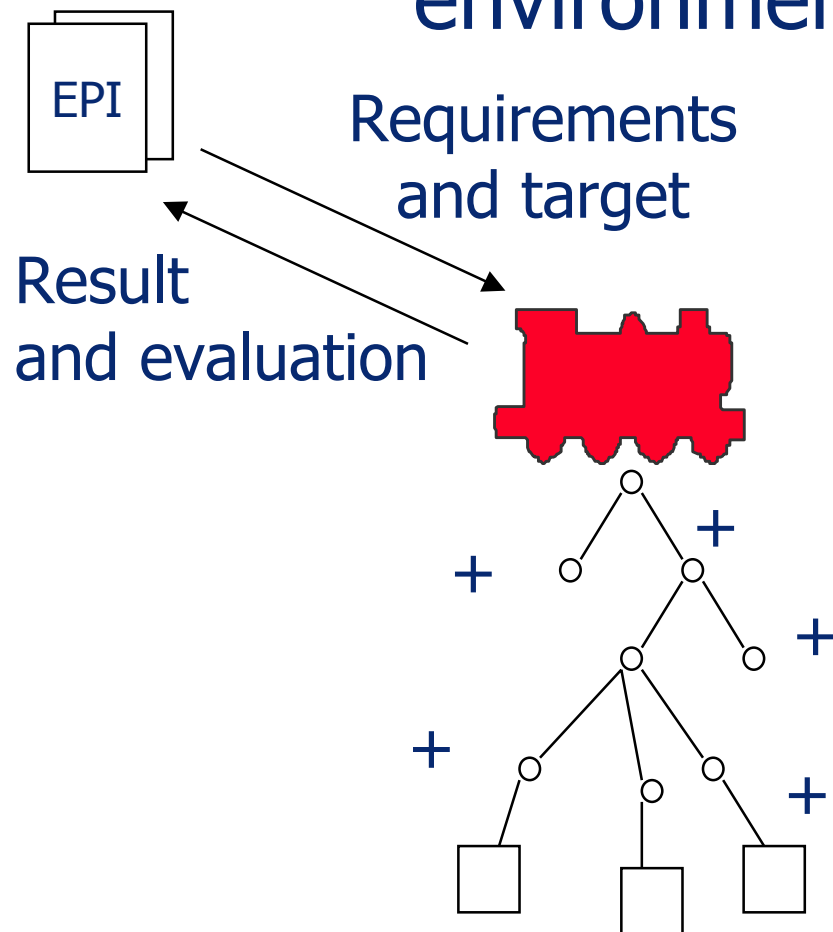 EPI
Requirements
and target
Result
and evaluation
+
+
+
+
+